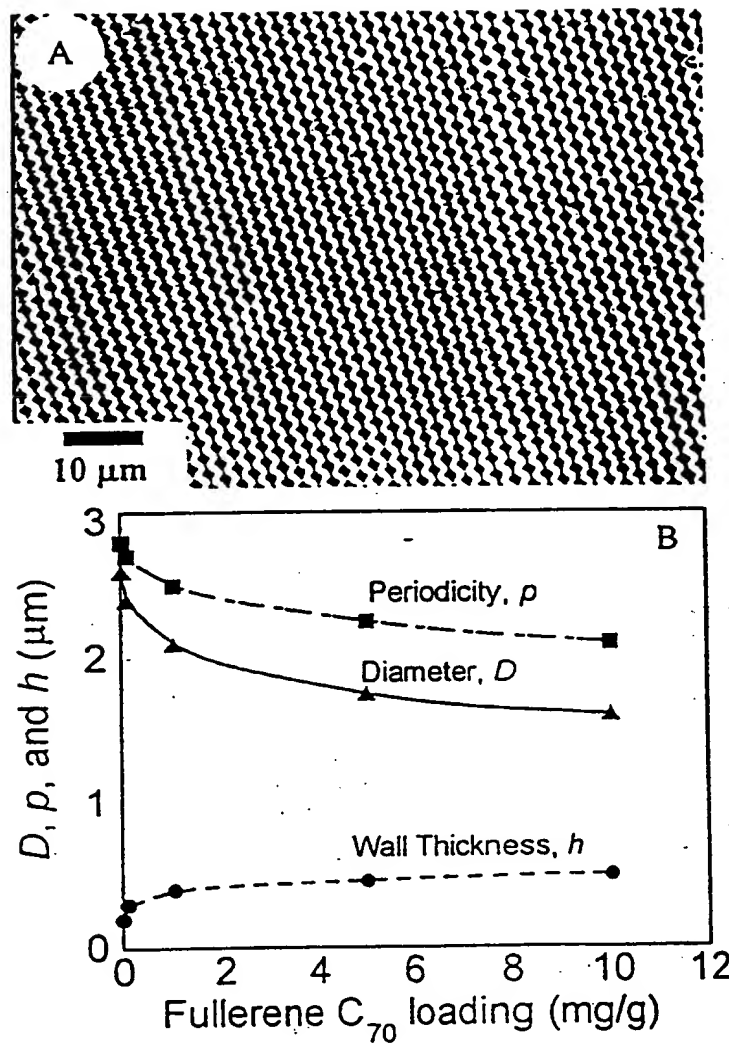 A
10 μm
B
3
2
1
0
D, p, and h (μm)
Periodicity, p
Diameter, D
Wall Thickness, h
0 2 4 6 8 10 12
Fullerene C₇₀ loading (mg/g)